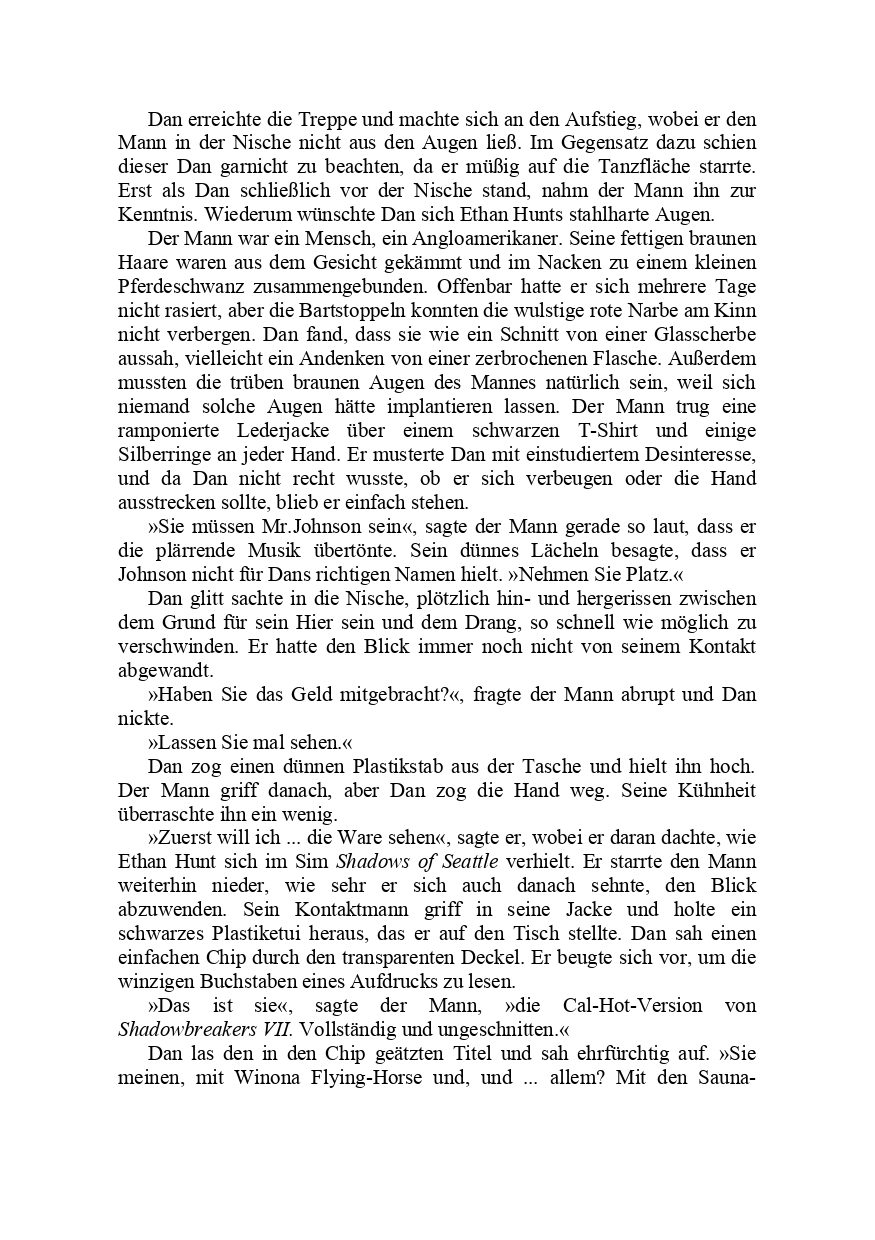 Dan erreichte die Treppe und machte sich an den Aufstieg, wobei er den
Mann in der Nische nicht aus den Augen ließ. Im Gegensatz dazu schien
dieser Dan garnicht zu beachten, da er müßig auf die Tanzfläche starrte.
Erst als Dan schließlich vor der Nische stand, nahm der Mann ihn zur
Kenntnis. Wiederum wünschte Dan sich Ethan Hunts stahlharte Augen.
Der Mann war ein Mensch, ein Angloamerikaner. Seine fettigen braunen
Haare waren aus dem Gesicht gekämmt und im Nacken zu einem kleinen
Pferdeschwanz zusammengebunden. Offenbar hatte er sich mehrere Tage
nicht rasiert, aber die Bartstoppeln konnten die wulstige rote Narbe am Kinn
nicht verbergen. Dan fand, dass sie wie ein Schnitt von einer Glasscherbe
aussah, vielleicht ein Andenken von einer zerbrochenen Flasche. Außerdem
mussten die trüben braunen Augen des Mannes natürlich sein, weil sich
niemand solche Augen hätte implantieren lassen. Der Mann trug eine
ramponierte Lederjacke über einem schwarzen T-Shirt und einige
Silberringe an jeder Hand. Er musterte Dan mit einstudiertem Desinteresse,
und da Dan nicht recht wusste, ob er sich verbeugen oder die Hand
ausstrecken sollte, blieb er einfach stehen.
»Sie müssen Mr.Johnson sein«, sagte der Mann gerade so laut, dass er
die plärrende Musik übertönte. Sein dünnes Lächeln besagte, dass er
Johnson nicht für Dans richtigen Namen hielt. »Nehmen Sie Platz.«
Dan glitt sachte in die Nische, plötzlich hin- und hergerissen zwischen
dem Grund für sein Hier sein und dem Drang, so schnell wie möglich zu
verschwinden. Er hatte den Blick immer noch nicht von seinem Kontakt
abgewandt.
»Haben Sie das Geld mitgebracht?«, fragte der Mann abrupt und Dan
nickte.
»Lassen Sie mal sehen.«
Dan zog einen dünnen Plastikstab aus der Tasche und hielt ihn hoch.
Der Mann griff danach, aber Dan zog die Hand weg. Seine Kühnheit
überraschte ihn ein wenig.
»Zuerst will ich ... die Ware sehen«, sagte er, wobei er daran dachte, wie
Ethan Hunt sich im Sim Shadows of Seattle verhielt. Er starrte den Mann
weiterhin nieder, wie sehr er sich auch danach sehnte, den Blick
abzuwenden. Sein Kontaktmann griff in seine Jacke und holte ein
schwarzes Plastiketui heraus, das er auf den Tisch stellte. Dan sah einen
einfachen Chip durch den transparenten Deckel. Er beugte sich vor, um die
winzigen Buchstaben eines Aufdrucks zu lesen.
»Das ist sie«, sagte der Mann, »die Cal-Hot-Version von
Shadowbreakers VII. Vollständig und ungeschnitten.«
Dan las den in den Chip geätzten Titel und sah ehrfürchtig auf. »Sie
meinen, mit Winona Flying-Horse und, und ... allem? Mit den Sauna-